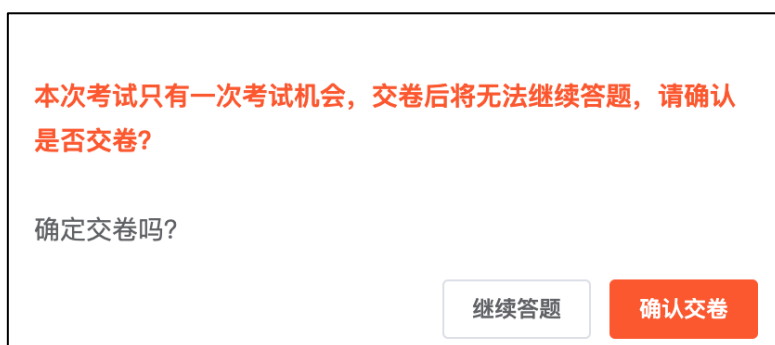 本次考试只有一次考试机会，交卷后将无法继续答题，请确认
是否交卷？
确定交卷吗？
继续答题
确认交卷